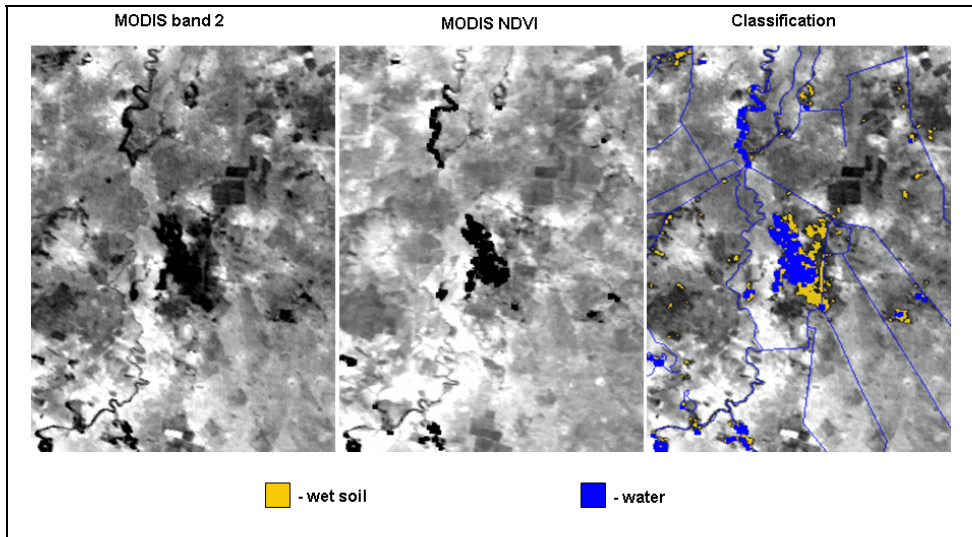 MODIS band 2
MODIS NDVI
Classification
- wet soil
- water